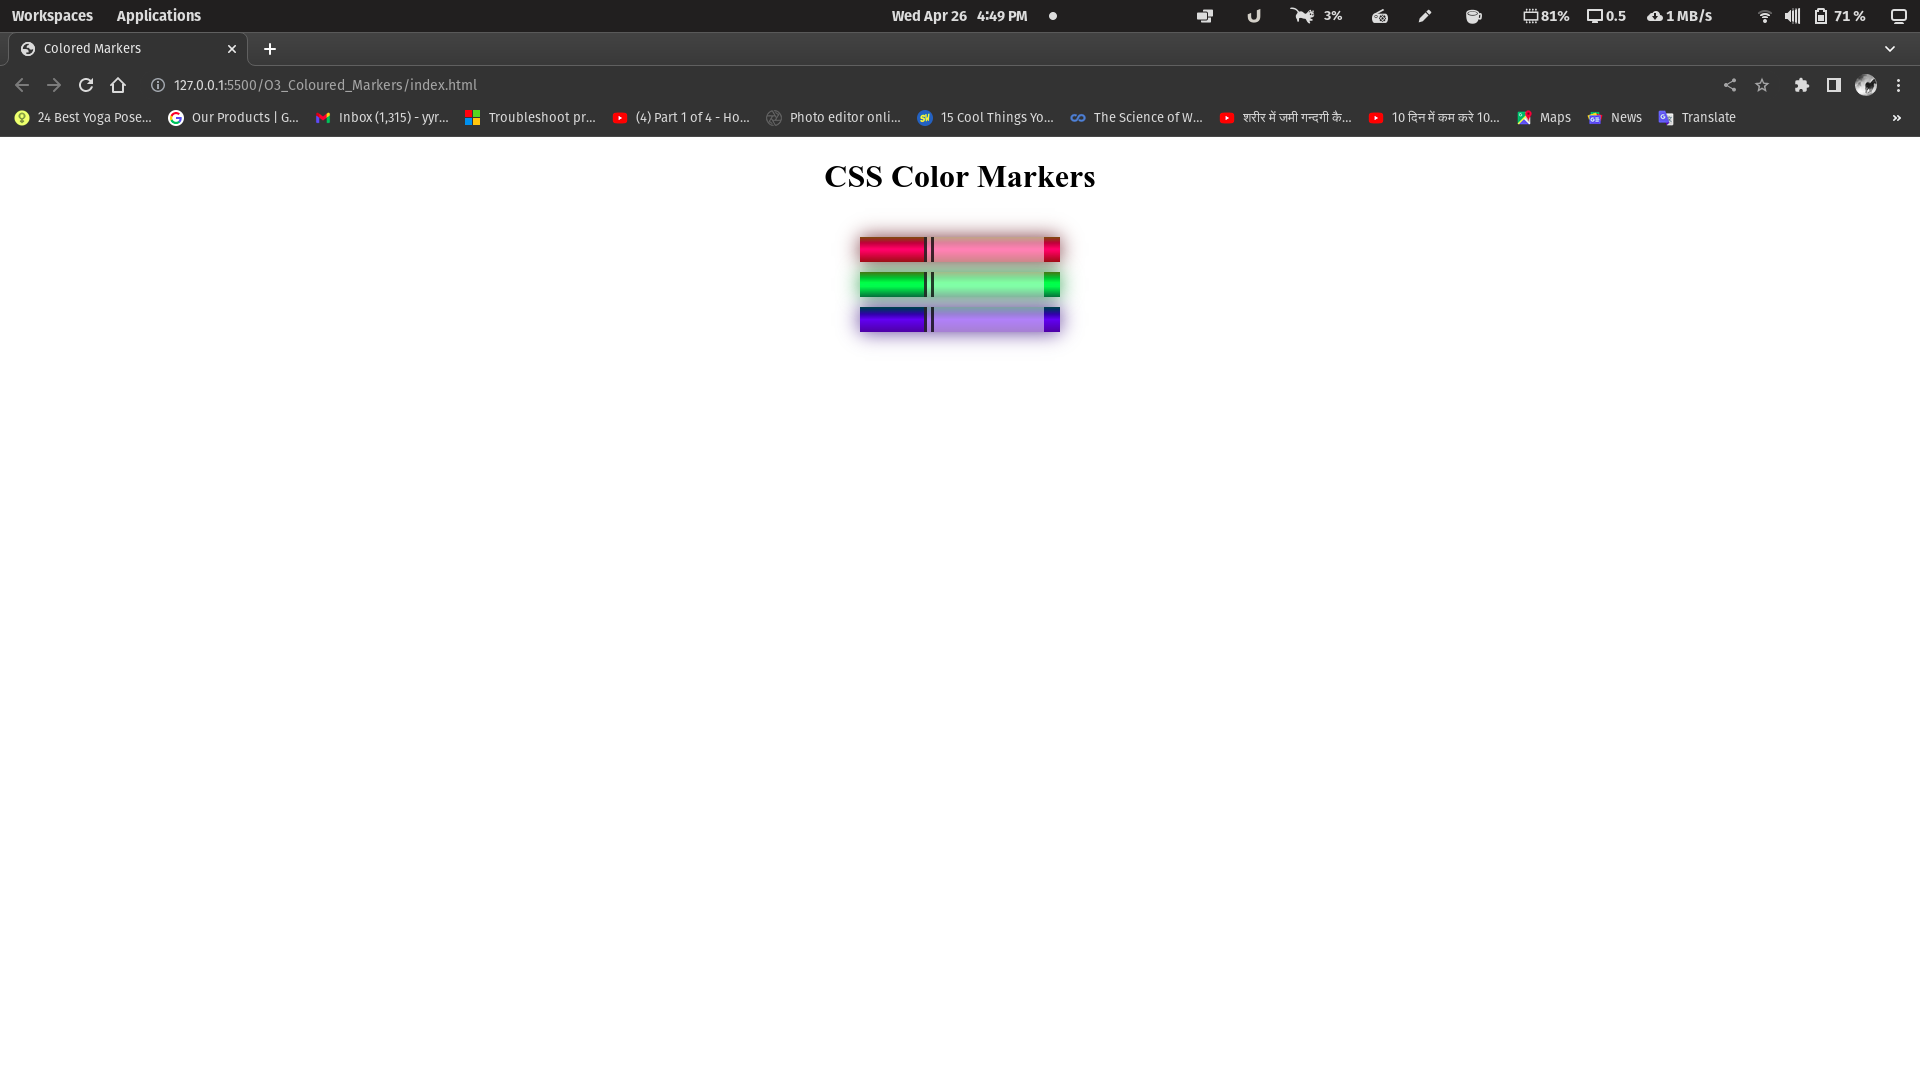 Workspaces Applications Wed Apr 26 4:49 PM 3% 81% 0.5 1 MB/s 71 %
Colored Markers
127.0.0.1:5500/O3_Coloured_Markers/index.html
24 Best Yoga Pose... Our Products | G... Inbox (1,315) - yyr... Troubleshoot pr... (4) Part 1 of 4 - Ho... Photo editor onli... 15 Cool Things Yo... The Science of W... शरीर में जमी गन्दगी कै... 10 दिन में कम करे 10... Maps News Translate
CSS Color Markers